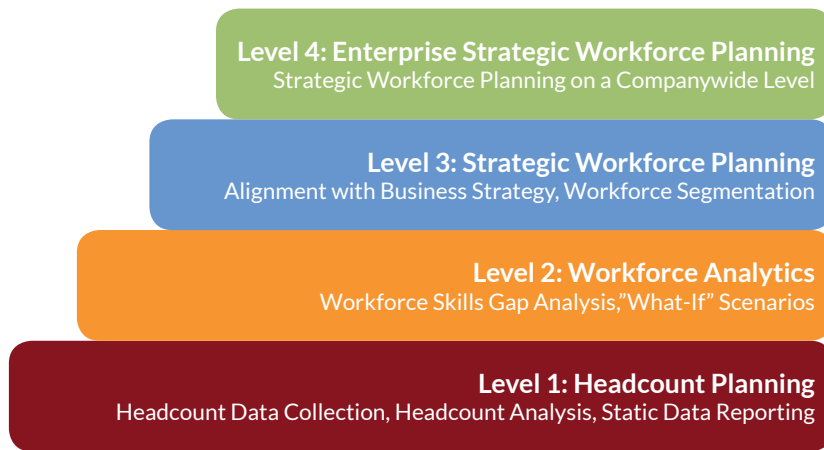 Level 4: Enterprise Strategic Workforce Planning
Strategic Workforce Planning on a Companywide Level
Level 3: Strategic Workforce Planning
Alignment with Business Strategy, Workforce Segmentation
Level 2: Workforce Analytics
Workforce Skills Gap Analysis,”What-If” Scenarios
Level 1: Headcount Planning
Headcount Data Collection, Headcount Analysis, Static Data Reporting